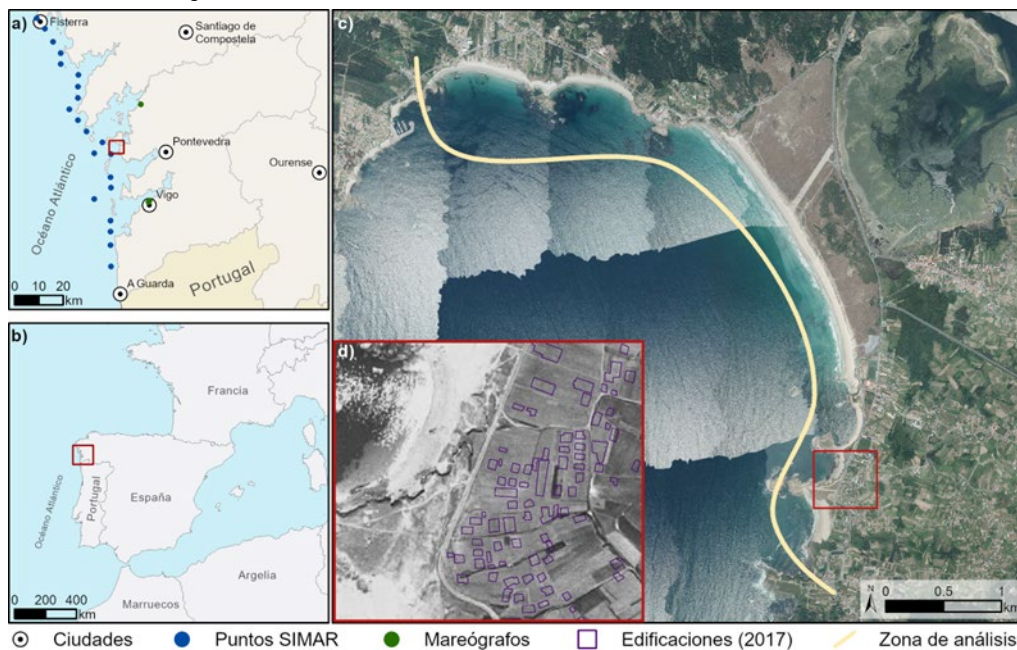 a)
Fisterra
Santiago de
Compostela
Pontevedra
Ourense
Vigo
Océano Atlántico
A Guarda
Portugal
0 10 20
km
b)
Francia
Océano Atlántico
Portugal
España
Argelia
Marruecos
0 200 400
km
c)
d)
N
0 0.5 1
km
Ciudades
Puntos SIMAR
Mareógrafos
Edificaciones (2017)
Zona de análisis